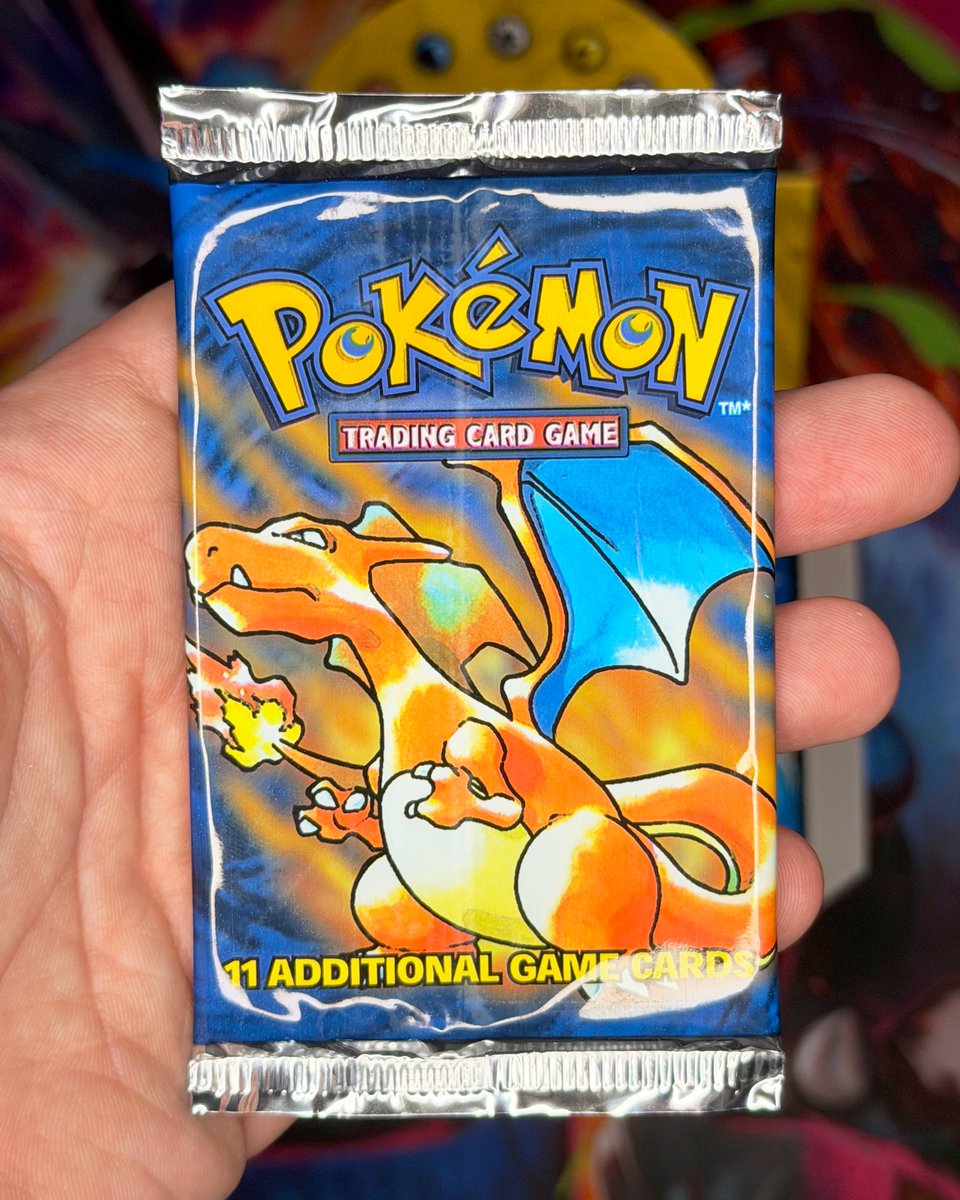 POKéMON
TM*
TRADING CARD GAME
11 ADDITIONAL GAME CARDS